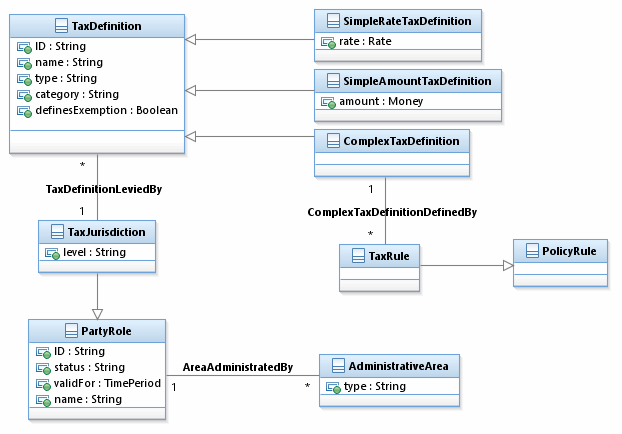 TaxDefinition
ID : String
name : String
type : String
category : String
definesExemption : Boolean
SimpleRateTaxDefinition
rate : Rate
SimpleAmountTaxDefinition
amount : Money
ComplexTaxDefinition
*
TaxDefinitionLeviedBy
1
1
ComplexTaxDefinitionDefinedBy
*
TaxJurisdiction
level : String
TaxRule
PolicyRule
PartyRole
ID : String
status : String
validFor : TimePeriod
name : String
AreaAdministratedBy
1
*
AdministrativeArea
type : String